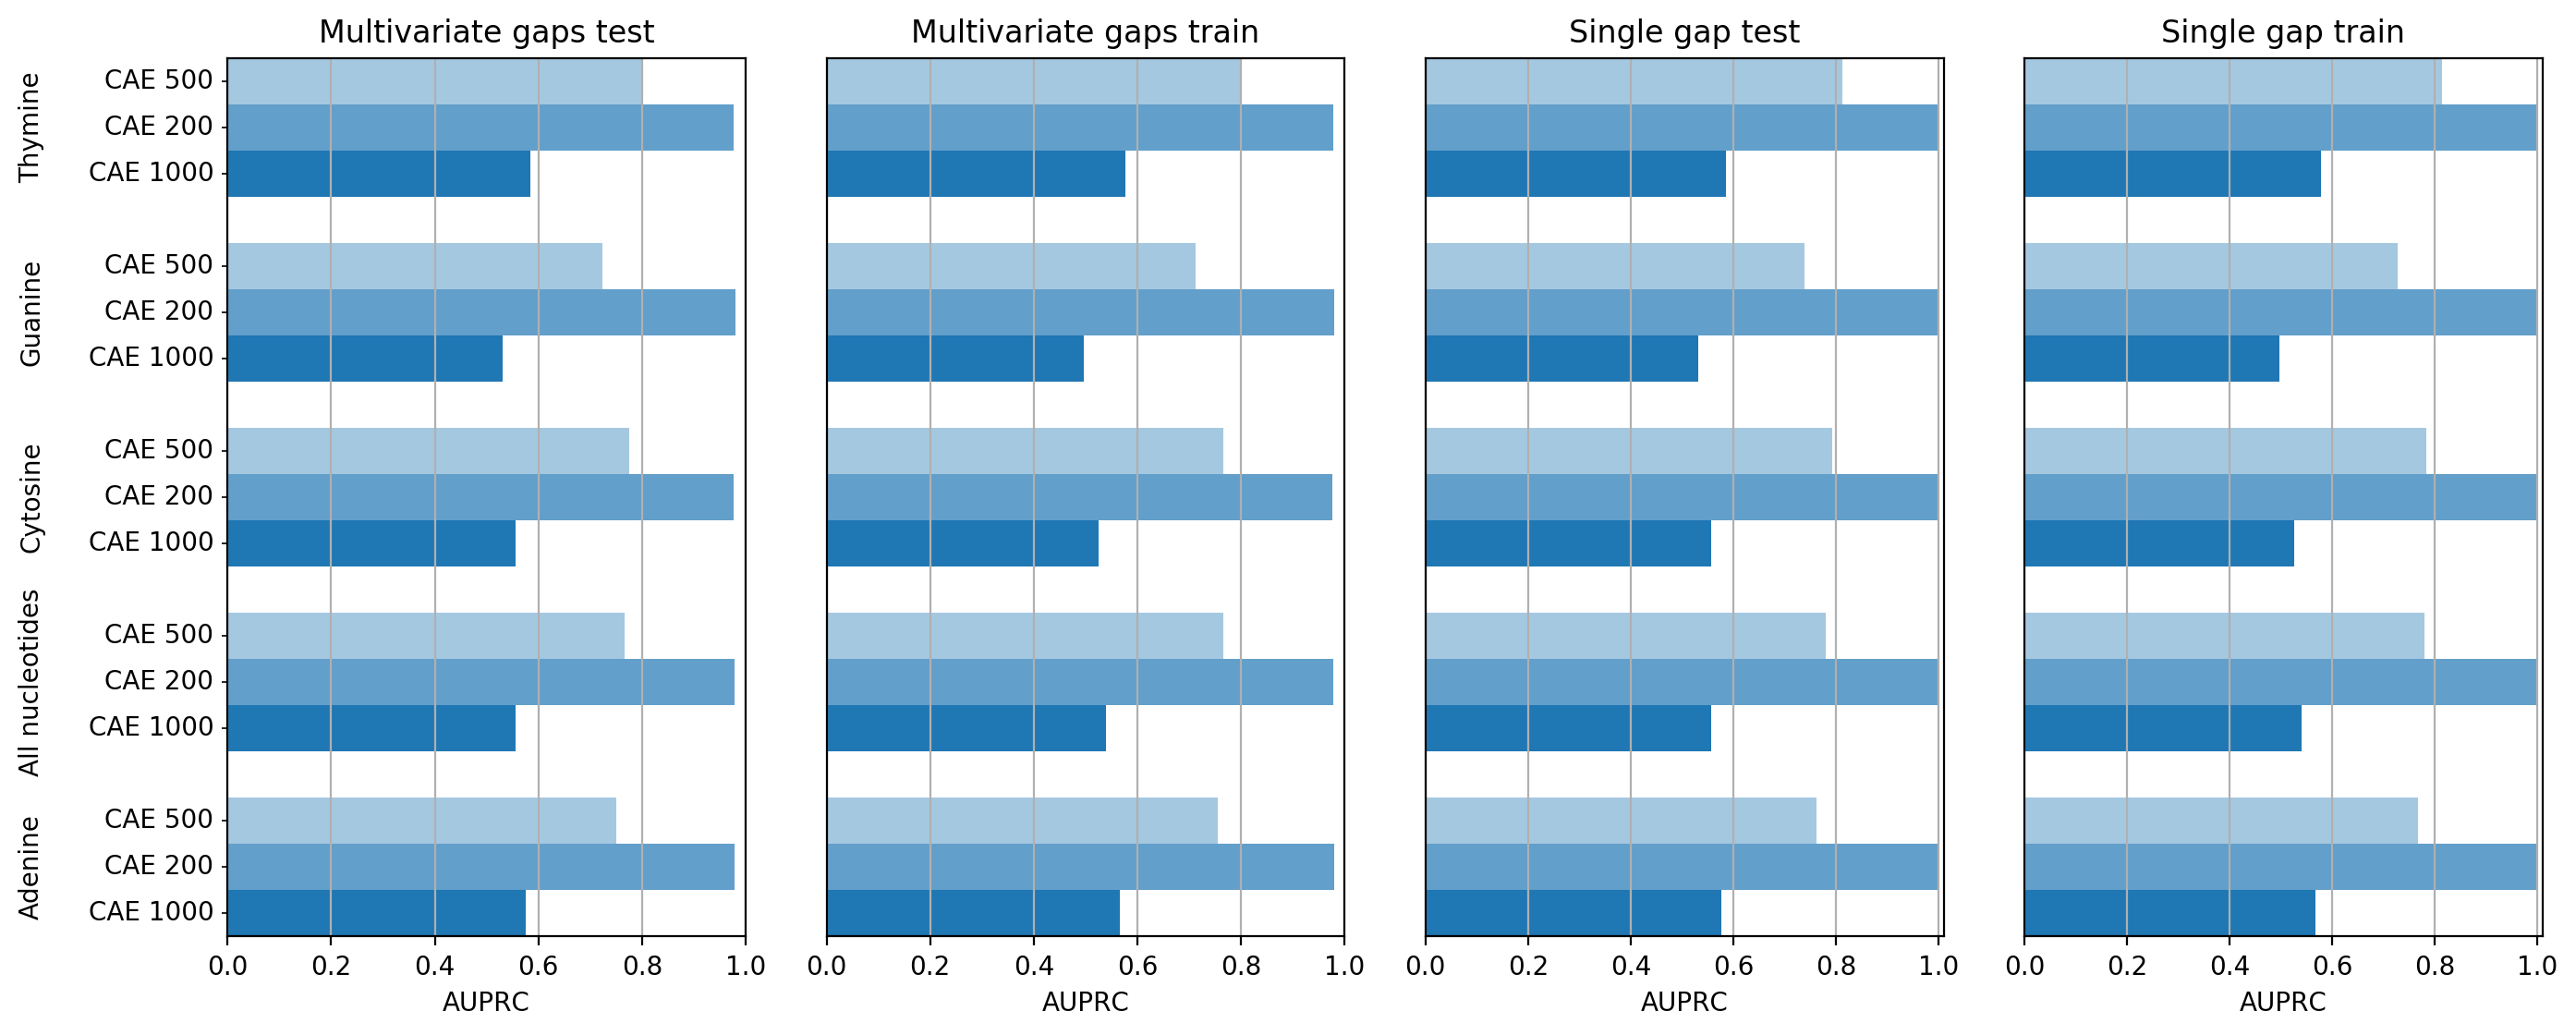 Multivariate gaps test
Multivariate gaps train
Single gap test
Single gap train
Thymine
CAE 500
CAE 200
CAE 1000
Guanine
CAE 500
CAE 200
CAE 1000
Cytosine
CAE 500
CAE 200
CAE 1000
All nucleotides
CAE 500
CAE 200
CAE 1000
Adenine
CAE 500
CAE 200
CAE 1000
0.0 0.2 0.4 0.6 0.8 1.0
AUPRC
0.0 0.2 0.4 0.6 0.8 1.0
AUPRC
0.0 0.2 0.4 0.6 0.8 1.0
AUPRC
0.0 0.2 0.4 0.6 0.8 1.0
AUPRC